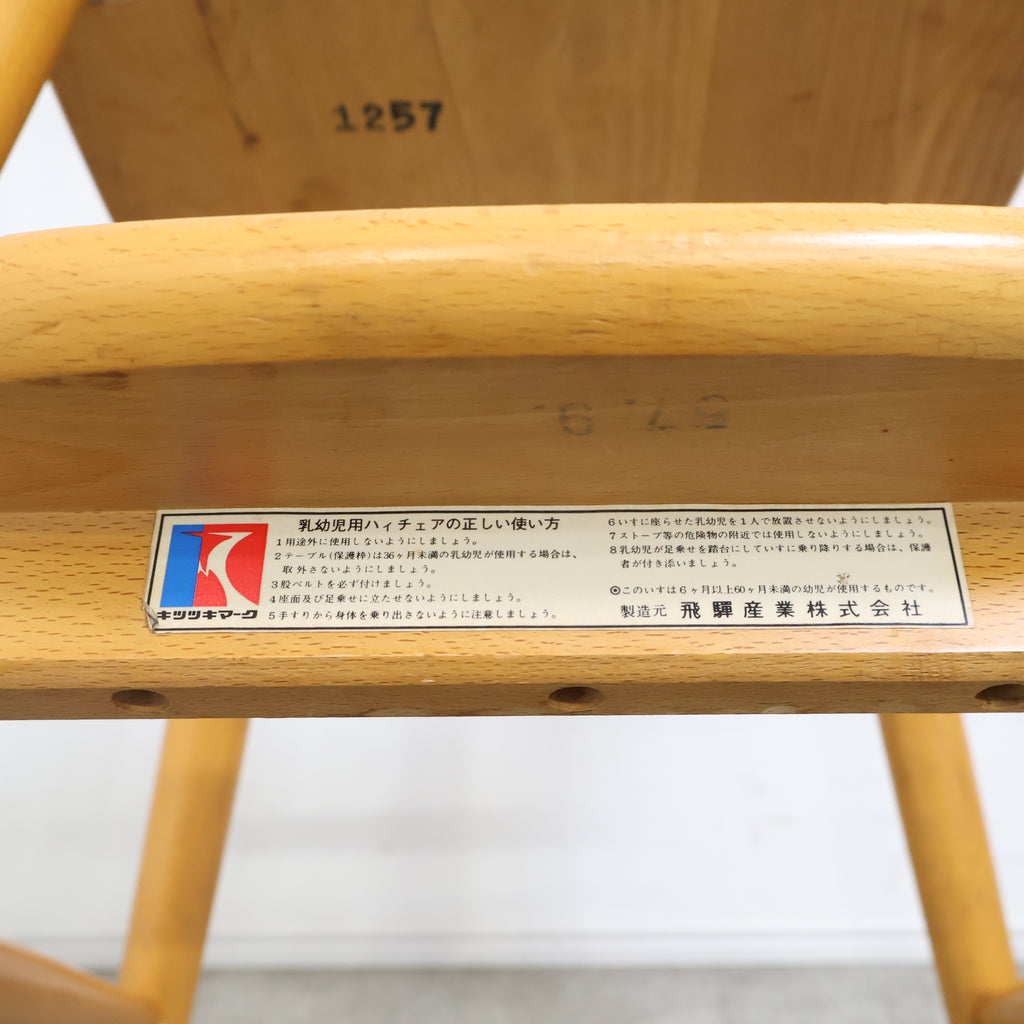 1257
57.9
乳幼児用ハイチェアの正しい使い方
1用途外に使用しないようにしましょう。
2テーブル(保護枠)は36ヶ月未満の乳幼児が使用する場合は、
取外さないようにしましょう。
3股ベルトを必ず付けましょう。
4座面及び足乗せに立たせないようにしましょう。
5手すりから身体を乗り出さないように注意しましょう。
キツツキマーク
6いすに座らせた乳幼児を1人で放置させないようにしましょう。
7ストーブ等の危険物の附近では使用しないようにしましょう。
8乳幼児が足乗せを踏台にしていすに乗り降りする場合は、保護
者が付き添いましょう。
◎このいすは6ヶ月以上60ヶ月未満の幼児が使用するものです。
製造元 飛驒産業株式会社